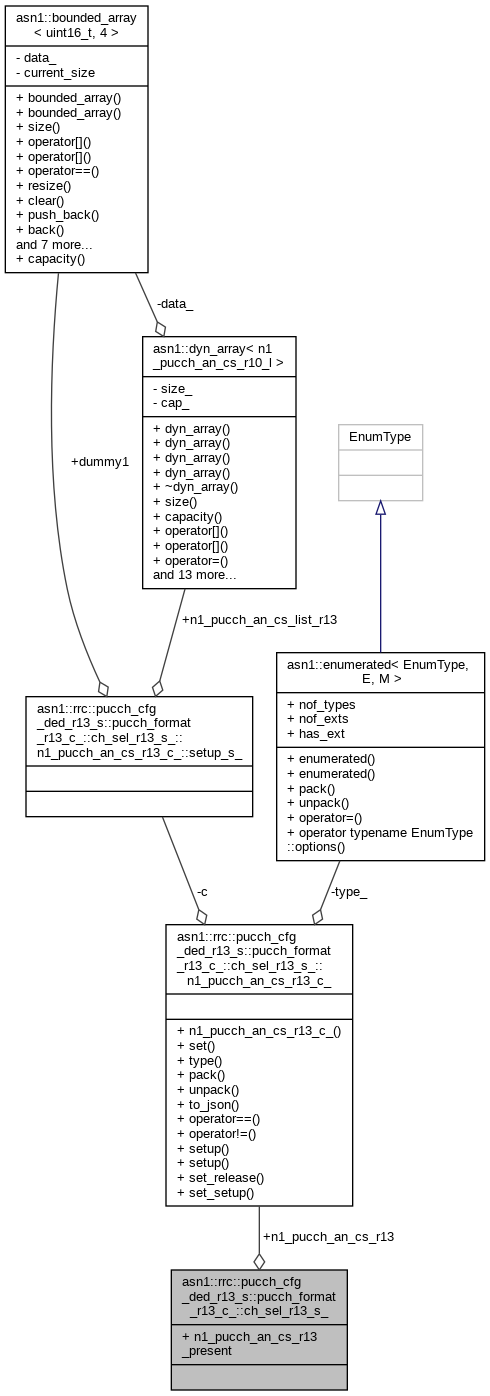 asn1::bounded_array
< uint16_t, 4 >
- data_
- current_size
+ bounded_array()
+ bounded_array()
+ size()
+ operator[]()
+ operator[]()
+ operator==()
+ resize()
+ clear()
+ push_back()
+ back()
and 7 more...
+ capacity()
-data_
asn1::dyn_array< n1
_pucch_an_cs_r10_l >
- size_
- cap_
+ dyn_array()
+ dyn_array()
+ dyn_array()
+ dyn_array()
+ ~dyn_array()
+ size()
+ capacity()
+ operator[]()
+ operator[]()
+ operator=()
and 13 more...
+dummy1
EnumType
+n1_pucch_an_cs_list_r13
asn1::enumerated< EnumType,
E, M >
+ nof_types
+ nof_exts
+ has_ext
+ enumerated()
+ enumerated()
+ pack()
+ unpack()
+ operator=()
+ operator typename EnumType
::options()
asn1::rrc::pucch_cfg
_ded_r13_s::pucch_format
_r13_c_::ch_sel_r13_s_::
n1_pucch_an_cs_r13_c_::setup_s_
-c
-type_
asn1::rrc::pucch_cfg
_ded_r13_s::pucch_format
_r13_c_::ch_sel_r13_s_::
n1_pucch_an_cs_r13_c_
+ n1_pucch_an_cs_r13_c_()
+ set()
+ type()
+ pack()
+ unpack()
+ to_json()
+ operator==()
+ operator!=()
+ setup()
+ setup()
+ set_release()
+ set_setup()
+n1_pucch_an_cs_r13
asn1::rrc::pucch_cfg
_ded_r13_s::pucch_format
_r13_c_::ch_sel_r13_s_
+ n1_pucch_an_cs_r13
_present